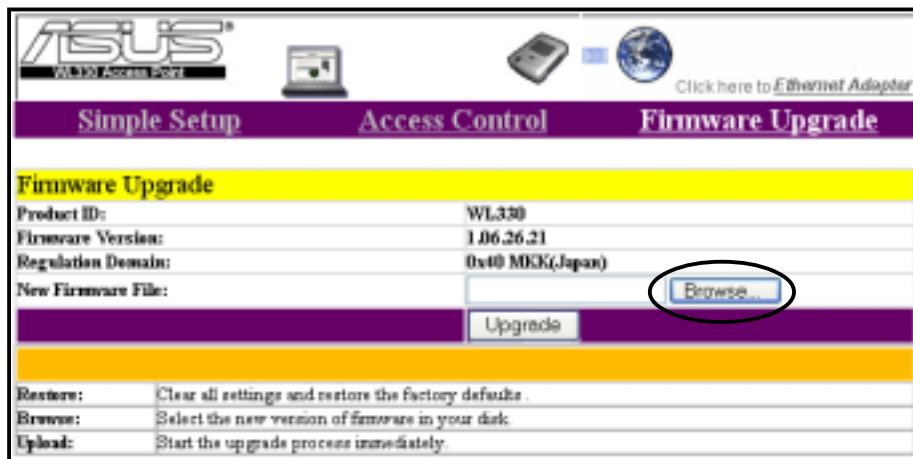 ASUS®
WL330 Access Point
Click here to Ethernet Adapter
Simple Setup Access Control Firmware Upgrade
Firmware Upgrade
Product ID: WL330
Firmware Version: 1.06.26.21
Regulation Domain: 0x40 MKK(Japan)
New Firmware File: Browse...
Upgrade
Restore: Clear all settings and restore the factory defaults .
Browse: Select the new version of firmware in your disk.
Upload: Start the upgrade process immediately.